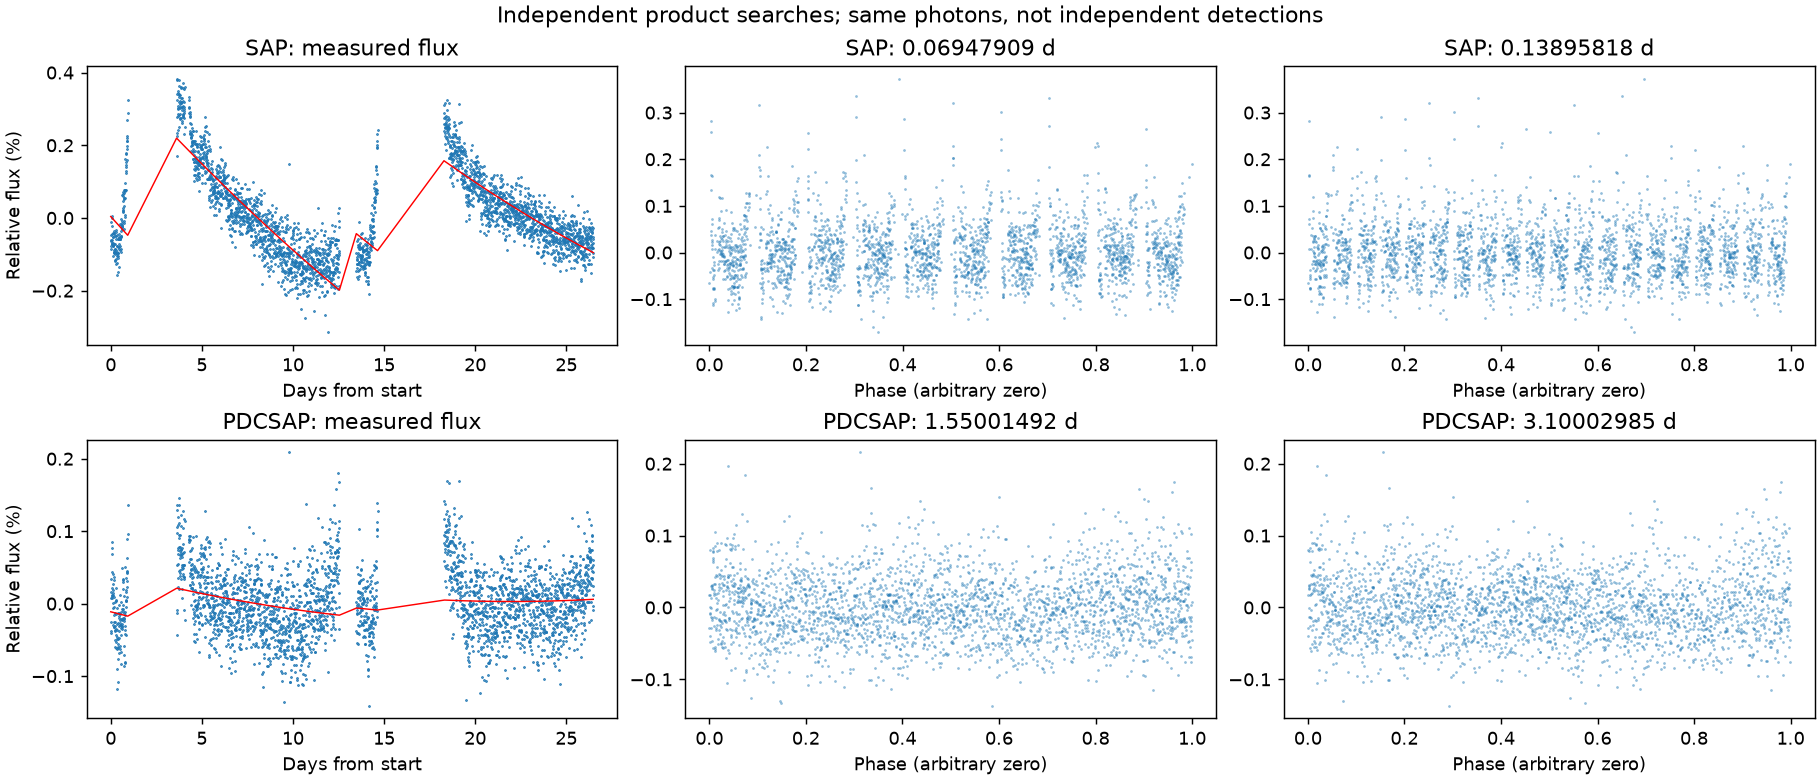 Independent product searches; same photons, not independent detections
SAP: measured flux
SAP: 0.06947909 d
SAP: 0.13895818 d
Relative flux (%)
0.4
0.2
0.0
−0.2
0.3
0.2
0.1
0.0
−0.1
0.3
0.2
0.1
0.0
−0.1
0 5 10 15 20 25
0.0 0.2 0.4 0.6 0.8 1.0
0.0 0.2 0.4 0.6 0.8 1.0
Days from start
Phase (arbitrary zero)
Phase (arbitrary zero)
PDCSAP: measured flux
PDCSAP: 1.55001492 d
PDCSAP: 3.10002985 d
Relative flux (%)
0.2
0.1
0.0
−0.1
0.2
0.1
0.0
−0.1
0.2
0.1
0.0
−0.1
0 5 10 15 20 25
0.0 0.2 0.4 0.6 0.8 1.0
0.0 0.2 0.4 0.6 0.8 1.0
Days from start
Phase (arbitrary zero)
Phase (arbitrary zero)